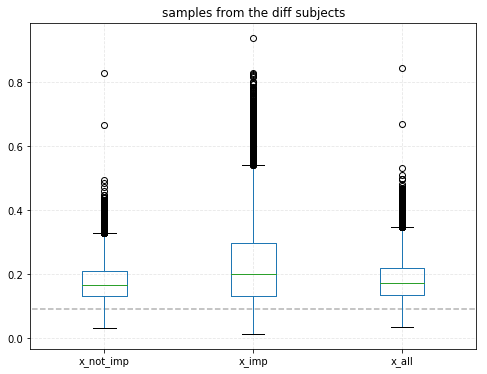 samples from the diff subjects
0.8
0.6
0.4
0.2
0.0
x_not_imp
x_imp
x_all